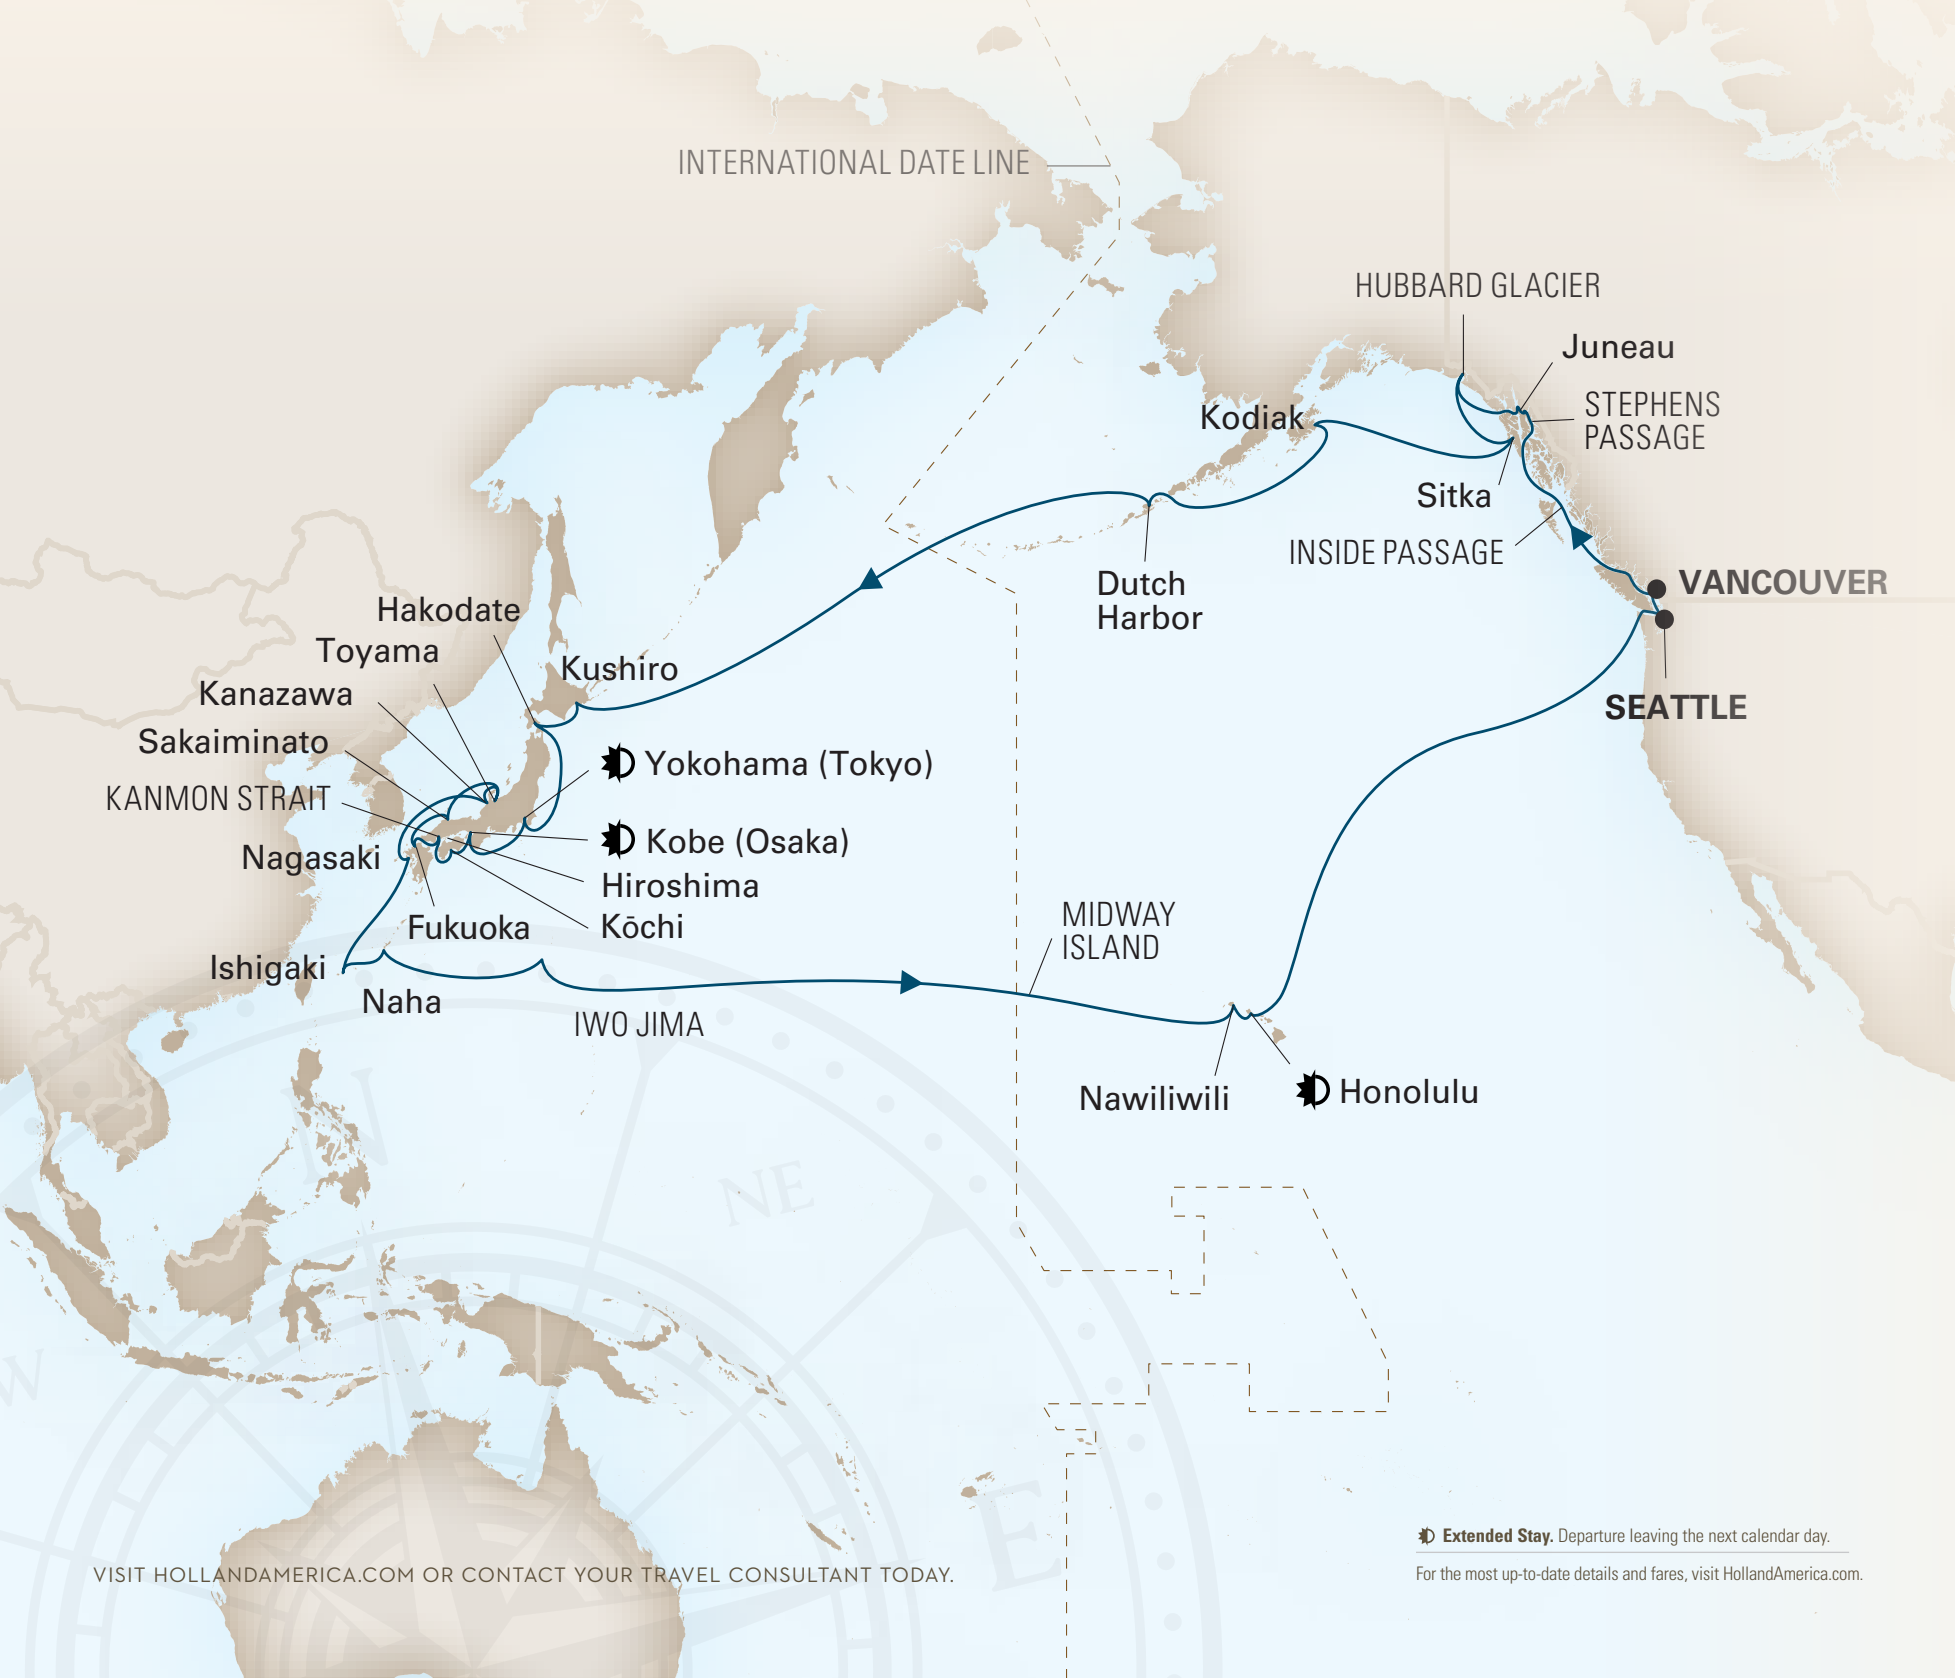 INTERNATIONAL DATE LINE
HUBBARD GLACIER
Juneau
STEPHENS
PASSAGE
Kodiak
Sitka
INSIDE PASSAGE
VANCOUVER
Dutch
Harbor
SEATTLE
Hakodate
Toyama
Kushiro
Kanazawa
Sakaiminato
Yokohama (Tokyo)
KANMON STRAIT
Kobe (Osaka)
Nagasaki
Hiroshima
Fukuoka
Kōchi
Ishigaki
Naha
IWO JIMA
MIDWAY
ISLAND
Nawiliwili
Honolulu
N
NE
W
E
Extended Stay. Departure leaving the next calendar day.
For the most up-to-date details and fares, visit HollandAmerica.com.
VISIT HOLLANDAMERICA.COM OR CONTACT YOUR TRAVEL CONSULTANT TODAY.